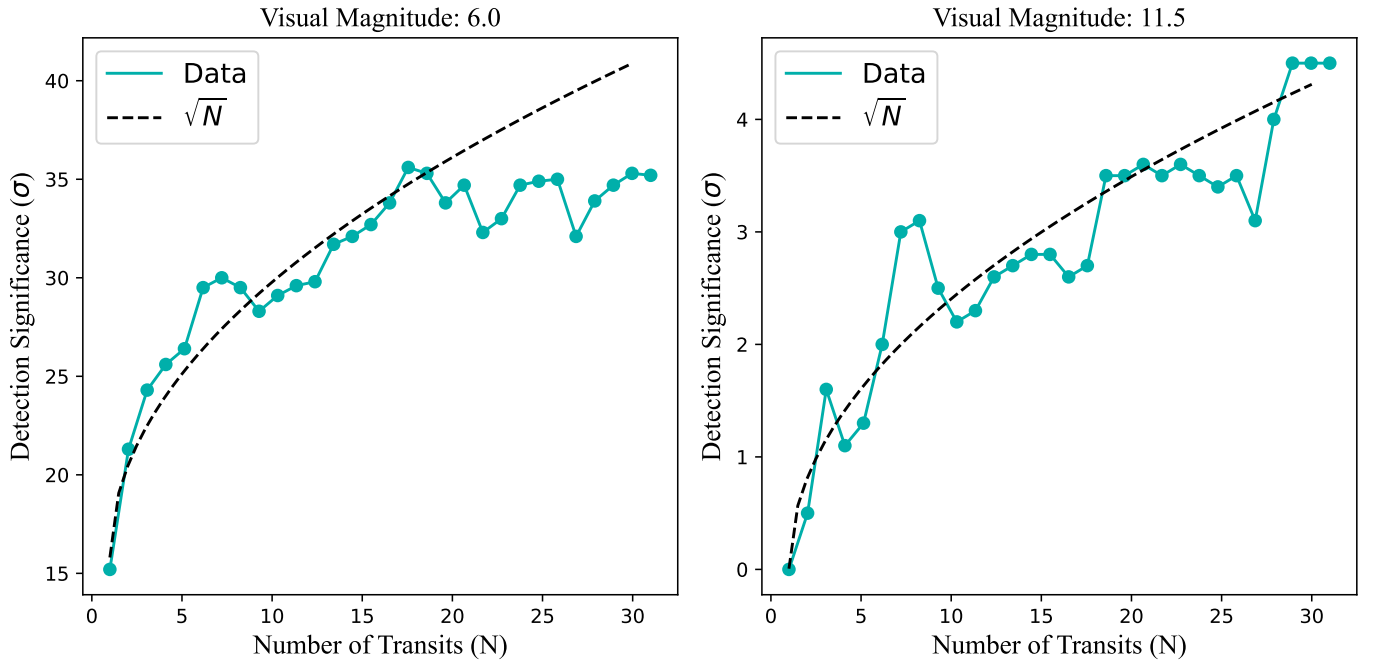 Visual Magnitude: 6.0
Data
√N
40
35
30
25
20
15
0 5 10 15 20 25 30
Detection Significance (σ)
Number of Transits (N)
Visual Magnitude: 11.5
Data
√N
4
3
2
1
0
0 5 10 15 20 25 30
Detection Significance (σ)
Number of Transits (N)